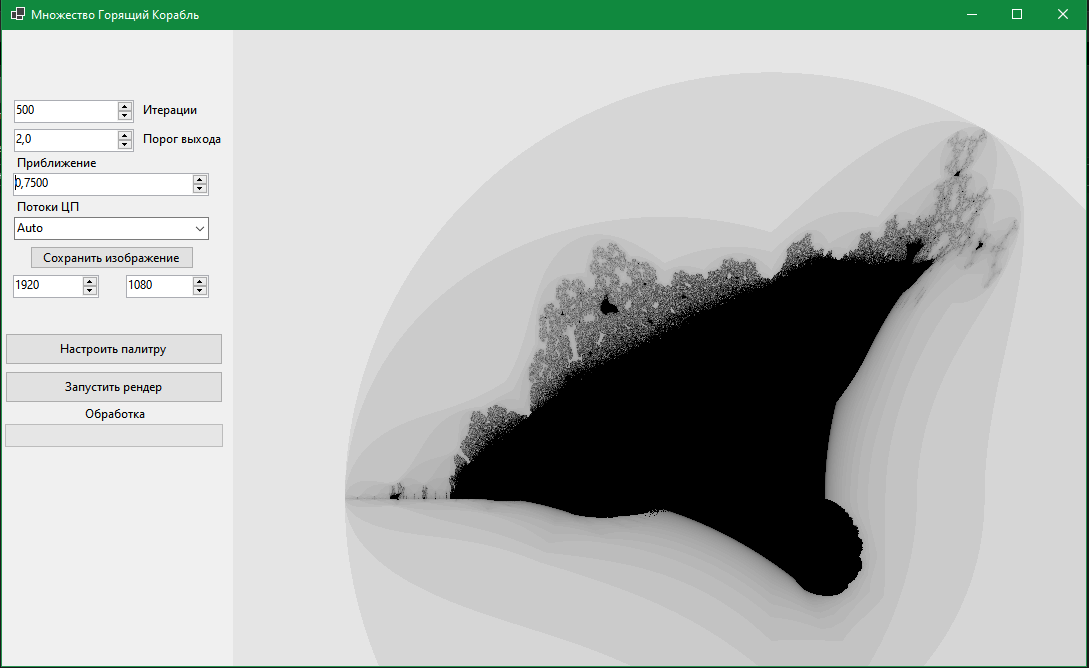 Множество Горящий Корабль
500 Итерации
2,0 Порог выхода
Приближение
0,7500
Потоки ЦП
Auto
Сохранить изображение
1920 1080
Настроить палитру
Запустить рендер
Обработка